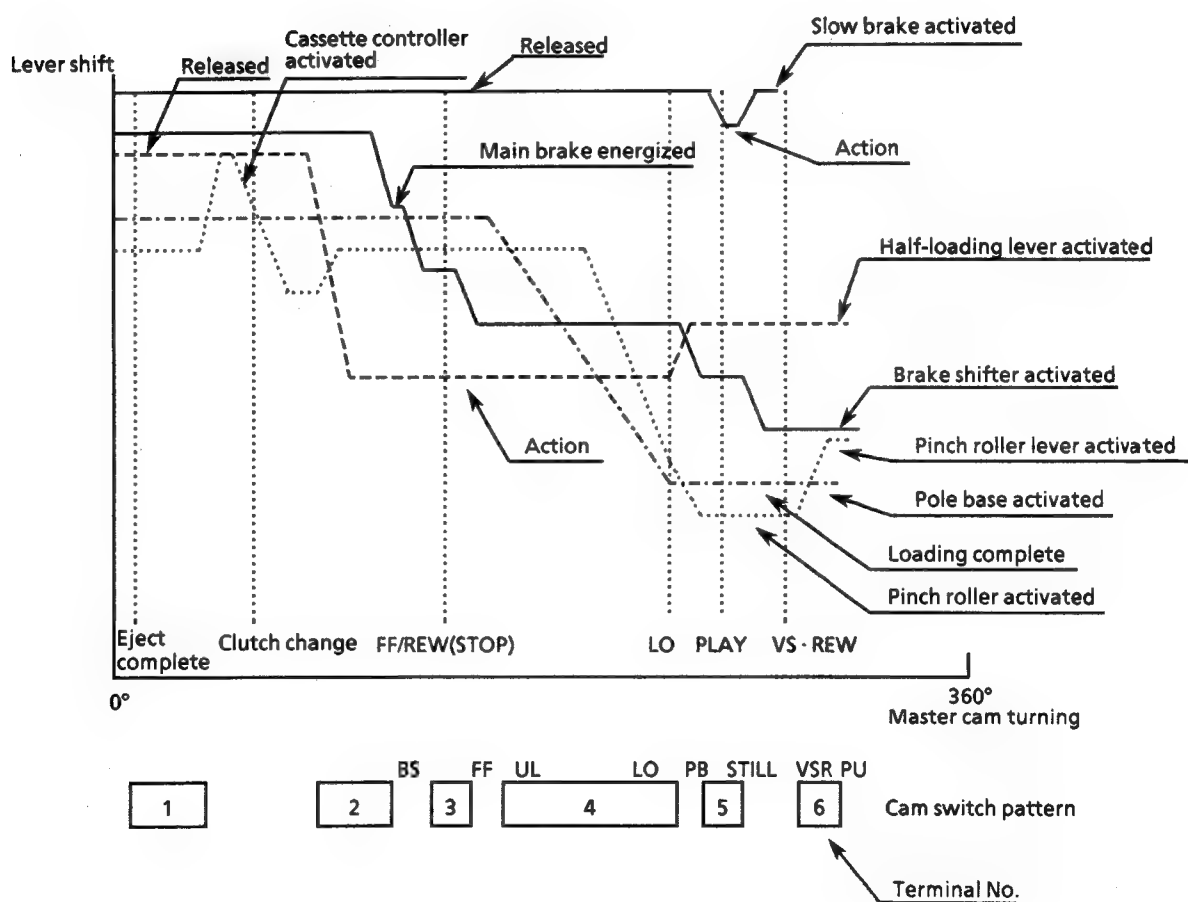 Slow brake activated
Cassette controller
activated
Released
Lever shift
Released
Main brake energized
Action
Half-loading lever activated
Brake shifter activated
Action
Pinch roller lever activated
Pole base activated
Loading complete
Pinch roller activated
Eject
complete
Clutch change
FF/REW(STOP)
LO
PLAY
VS · REW
0°
360°
Master cam turning
BS FF UL LO PB STILL VSR PU
1 2 3 4 5 6
Cam switch pattern
Terminal No.